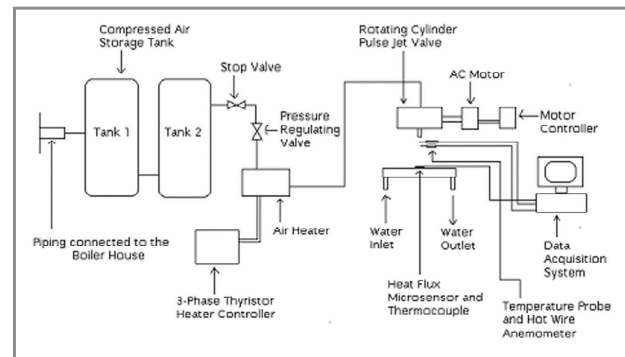 Compressed Air
Storage Tank
Stop Valve
Pressure
Regulating
Valve
Rotating Cylinder
Pulse Jet Valve
AC Motor
Motor
Controller
Tank 1
Tank 2
Piping connected to the
Boiler House
Air Heater
3-Phase Thyristor
Heater Controller
Water
Inlet
Water
Outlet
Data
Acquisition
System
Heat Flux
Microsensor and
Thermocouple
Temperature Probe
and Hot Wire
Anemometer